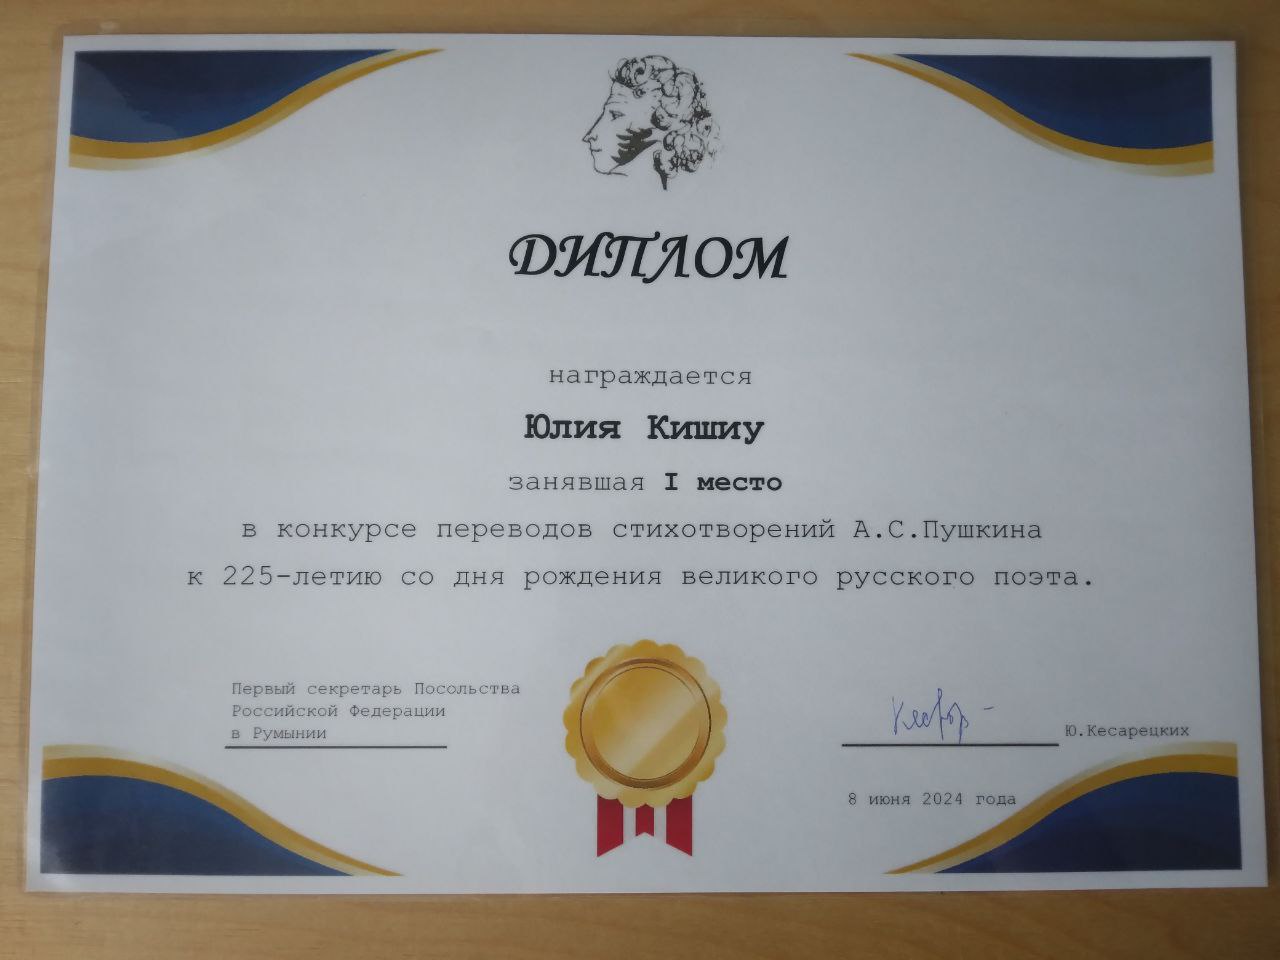 ДИПЛОМ
награждается
Юлия Кишиу
занявшая I место
в конкурсе переводов стихотворений А.С.Пушкина
к 225-летию со дня рождения великого русского поэта.
Первый секретарь Посольства
Российской Федерации
в Румынии
Ю.Кесарецких
8 июня 2024 года